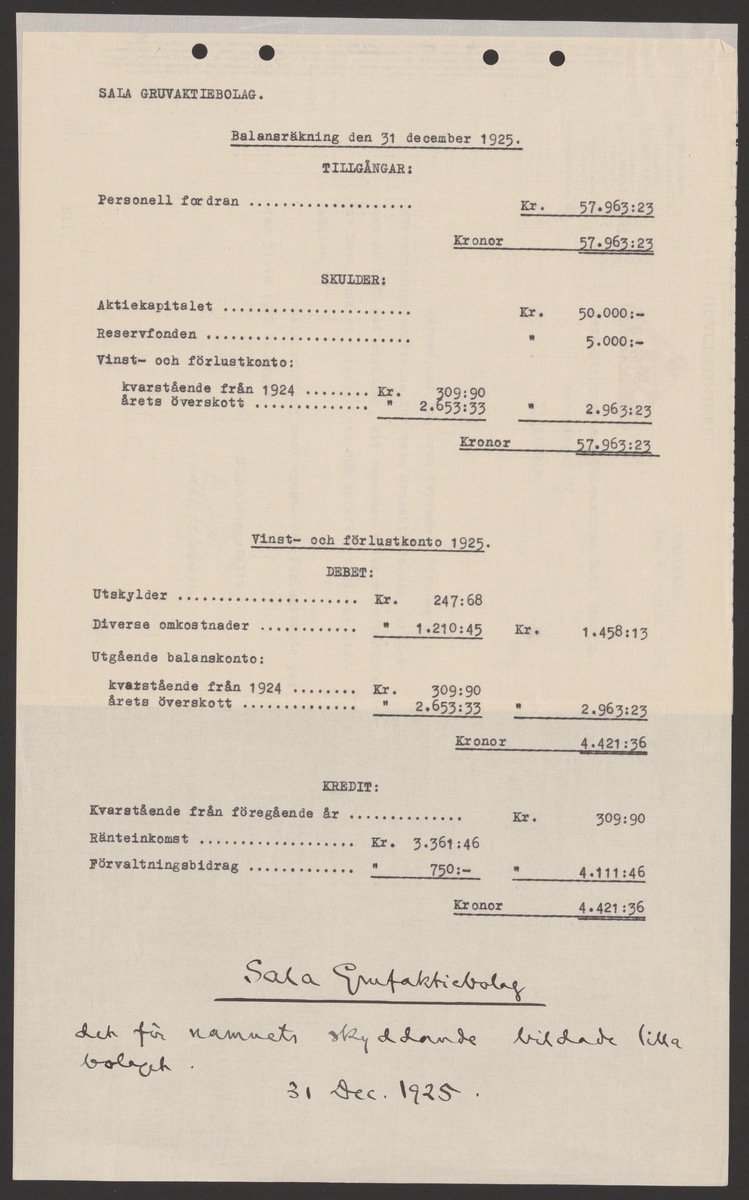 SALA GRUVAKTIEBOLAG.
Balansräkning den 31 december 1925.
TILLGÅNGAR:
Personell fordran .................... Kr. 57.963:23
Kronor 57.963:23
SKULDER:
Aktiekapitalet ....................... Kr. 50.000:-
Reservfonden ......................... " 5.000:-
Vinst- och förlustkonto:
kvarstående från 1924 ........ Kr. 309:90
årets överskott .............. " 2.653:33 " 2.963:23
Kronor 57.963:23
Vinst- och förlustkonto 1925.
DEBET:
Utskylder ...................... Kr. 247:68
Diverse omkostnader ............ " 1.210:45 Kr. 1.458:13
Utgående balanskonto:
kvarstående från 1924 ........ Kr. 309:90
årets överskott .............. " 2.653:33 " 2.963:23
Kronor 4.421:36
KREDIT:
Kvarstående från föregående år .............. Kr. 309:90
Ränteinkomst ................... Kr. 3.361:46
Förvaltningsbidrag ............. " 750:- " 4.111:46
Kronor 4.421:36
Sala Grufaktiebolag
det för namnets skyddande bildade lilla
bolaget.
31 Dec. 1925.